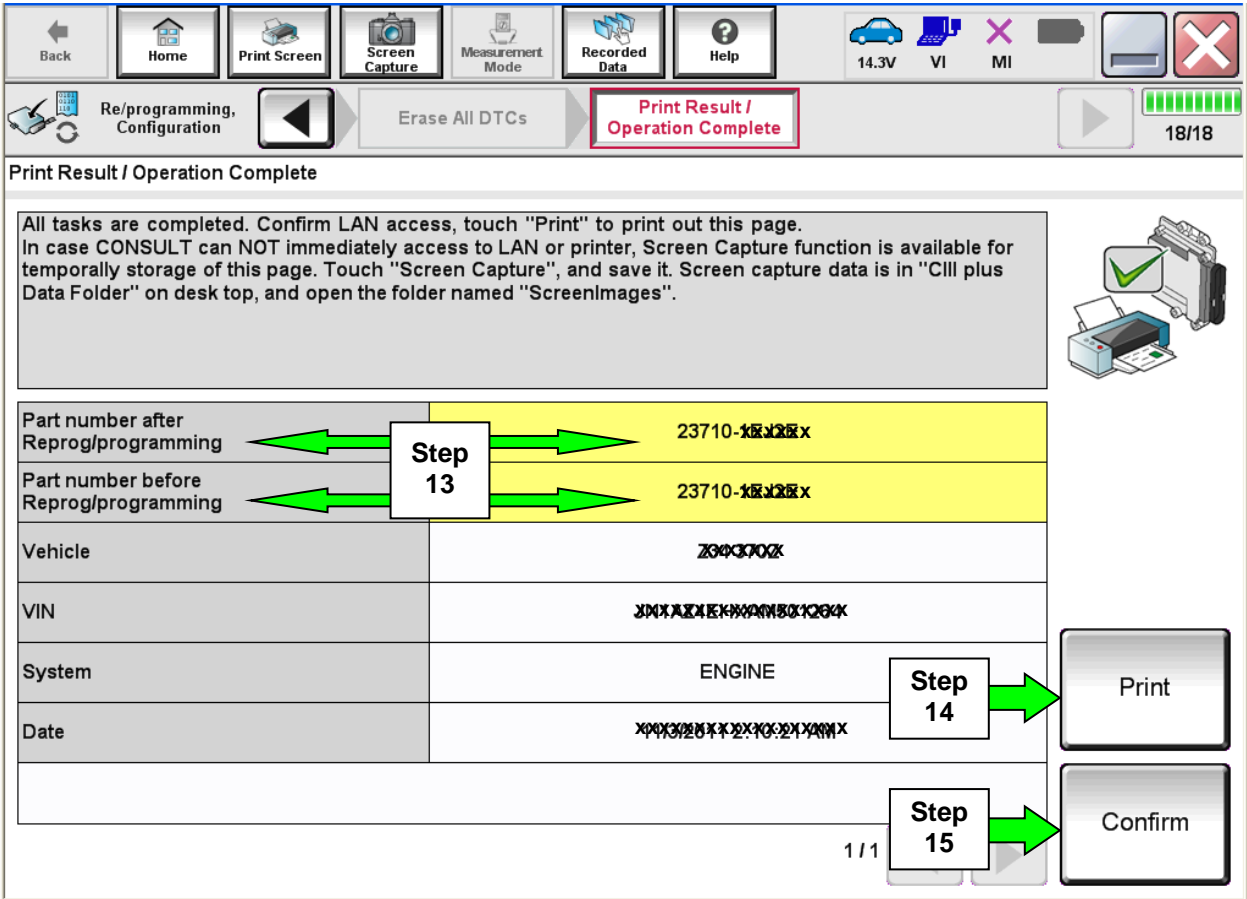 Back
Home
Print Screen
Screen
Capture
Measurement
Mode
Recorded
Data
Help
14.3V
VI
MI
Re/programming,
Configuration
Erase All DTCs
Print Result /
Operation Complete
18/18
Print Result / Operation Complete
All tasks are completed. Confirm LAN access, touch "Print" to print out this page.
In case CONSULT can NOT immediately access to LAN or printer, Screen Capture function is available for
temporally storage of this page. Touch "Screen Capture", and save it. Screen capture data is in "CIII plus
Data Folder" on desk top, and open the folder named "ScreenImages".
Part number after
Reprog/programming
23710-
Step
13
Part number before
Reprog/programming
23710-
Vehicle
VIN
System
ENGINE
Step
14
Print
Date
Step
15
Confirm
1/1